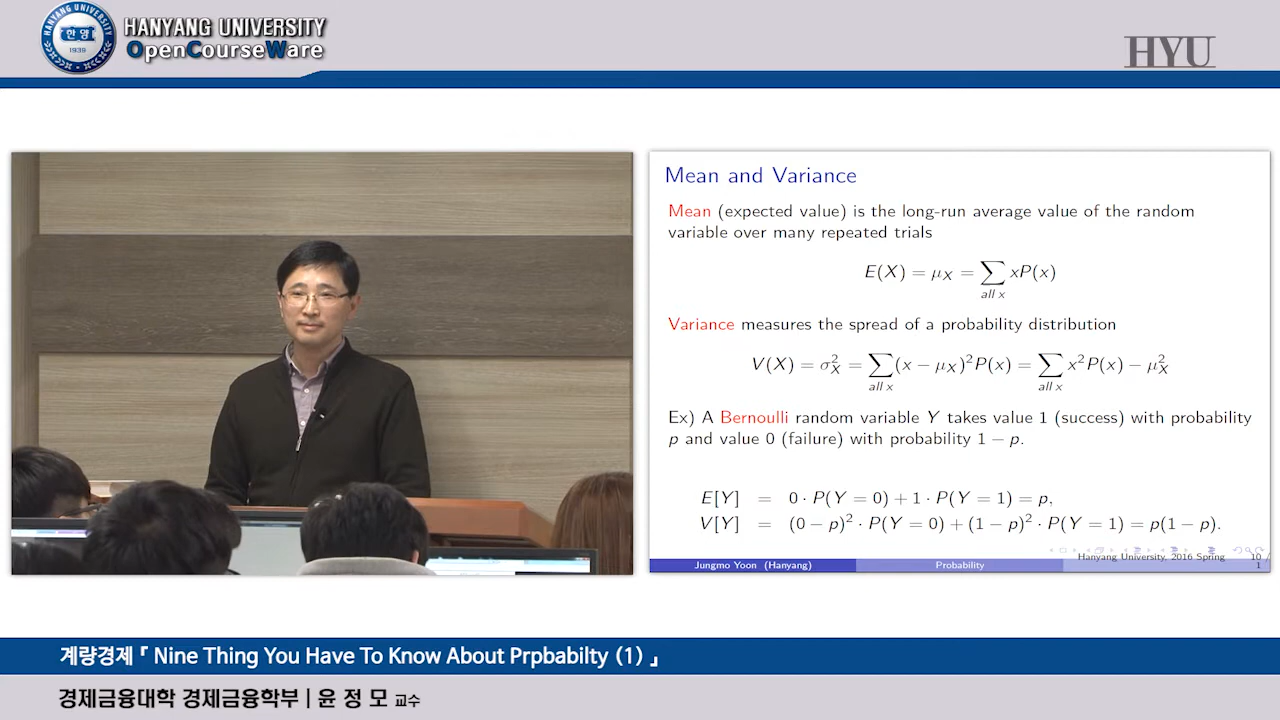 HANYANG UNIVERSITY
OpenCourseWare
한양
1939
HYU
Mean and Variance
Mean (expected value) is the long-run average value of the random
variable over many repeated trials
E(X) = μ_X = ∑_{all x} xP(x)
Variance measures the spread of a probability distribution
V(X) = σ²_X = ∑_{all x} (x − μ_X)²P(x) = ∑_{all x} x²P(x) − μ²_X
Ex) A Bernoulli random variable Y takes value 1 (success) with probability
p and value 0 (failure) with probability 1 − p.
E[Y] = 0 · P(Y = 0) + 1 · P(Y = 1) = p,
V[Y] = (0 − p)² · P(Y = 0) + (1 − p)² · P(Y = 1) = p(1 − p).
Hanyang University, 2016 Spring 10 /
Jungmo Yoon (Hanyang) Probability 1
계량경제「 Nine Thing You Have To Know About Prpbabilty (1) 」
경제금융대학 경제금융학부 | 윤 정 모 교수